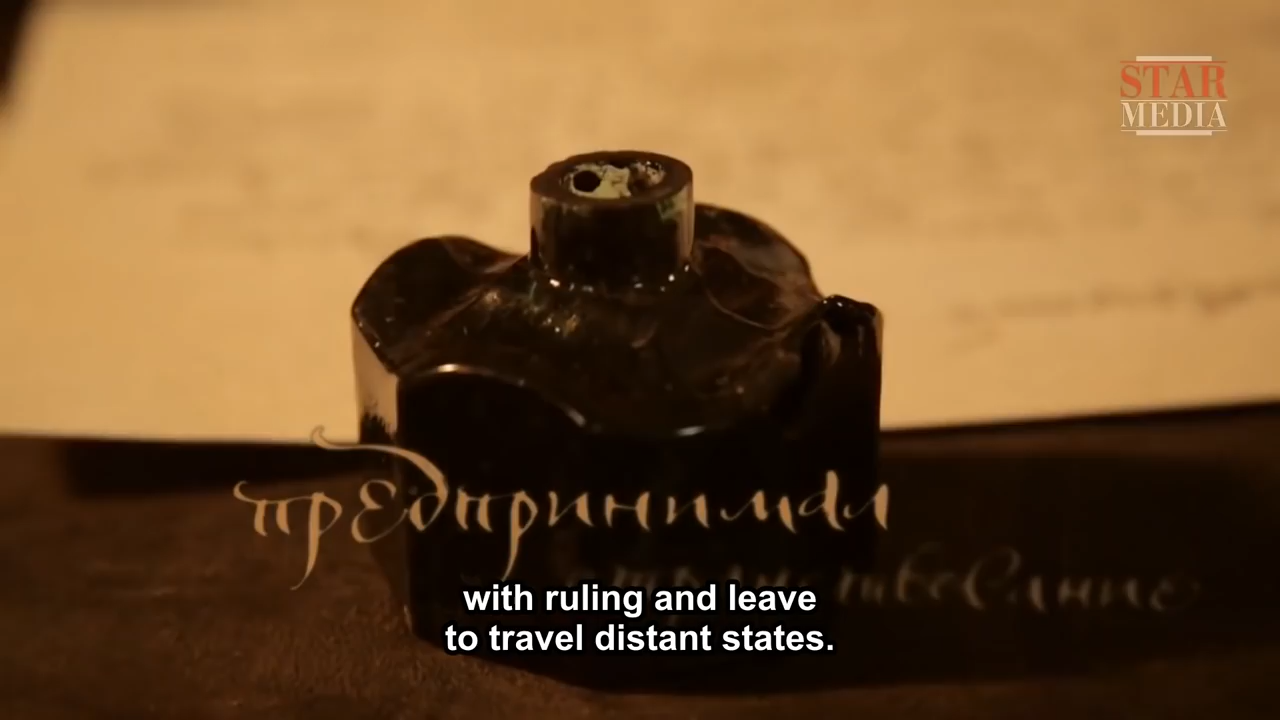 STAR
MEDIA
предпринимал
with ruling and leave
to travel distant states.